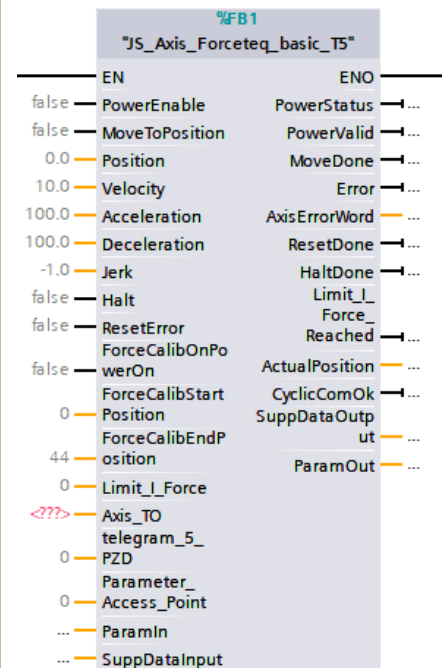 %FB1
"JS_Axis_Forceteq_basic_T5"
EN ENO
false PowerEnable PowerStatus ...
false MoveToPosition PowerValid ...
0.0 Position MoveDone ...
10.0 Velocity Error ...
100.0 Acceleration AxisErrorWord ...
100.0 Deceleration ResetDone ...
-1.0 Jerk HaltDone ...
false Halt Limit_I_
Force_
false ResetError Reached ...
ForceCalibOnPo
false werOn ActualPosition ...
ForceCalibStart CyclicComOk ...
0 Position SuppDataOutp
ForceCalibEndP ut ...
44 osition ParamOut ...
0 Limit_I_Force
<???> Axis_TO
telegram_5_
0 PZD
Parameter_
0 Access_Point
... ParamIn
... SuppDataInput